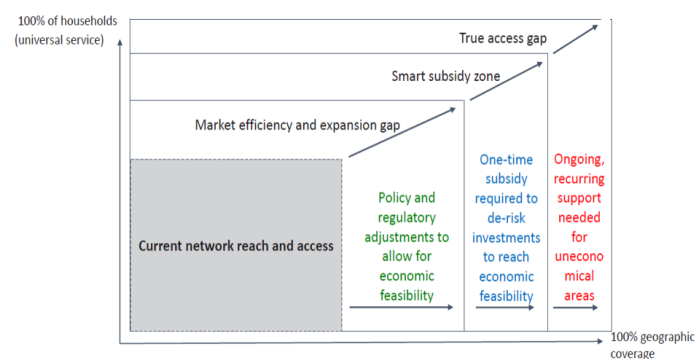 100% of households
(universal service)
True access gap
Smart subsidy zone
Market efficiency and expansion gap
Current network reach and access
Policy and
regulatory
adjustments to
allow for
economic
feasibility
One-time
subsidy
required to
de-risk
investments
to reach
economic
feasibility
Ongoing,
recurring
support
needed
for
unecono
mical
areas
100% geographic
coverage